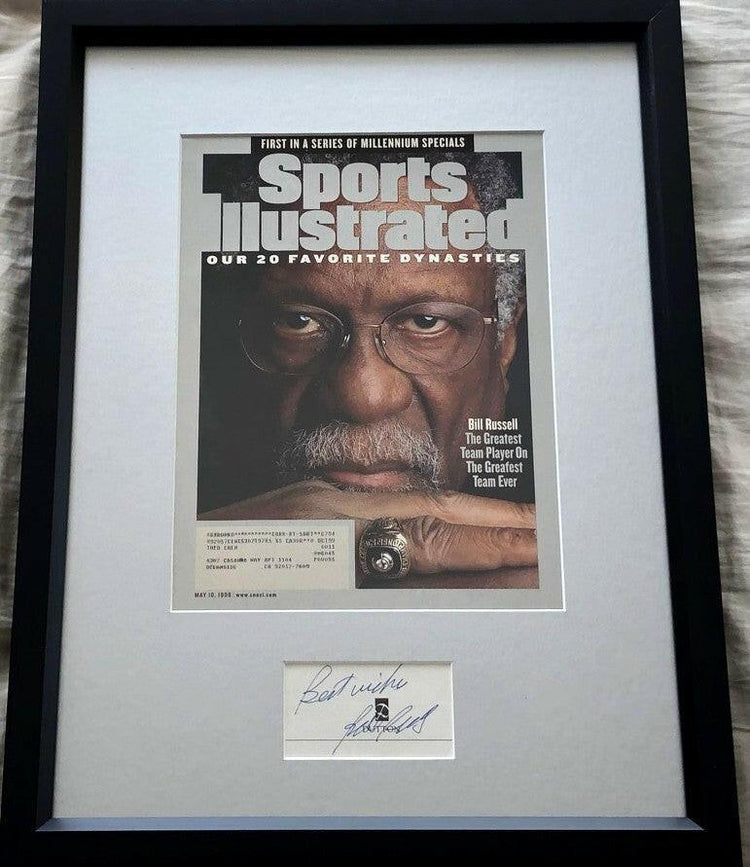 FIRST IN A SERIES OF MILLENNIUM SPECIALS
Sports
Illustrated
OUR 20 FAVORITE DYNASTIES
Bill Russell
The Greatest
Team Player On
The Greatest
Team Ever
MAY 10, 1999 www.cnnsi.com
Best wishes
DUTTON